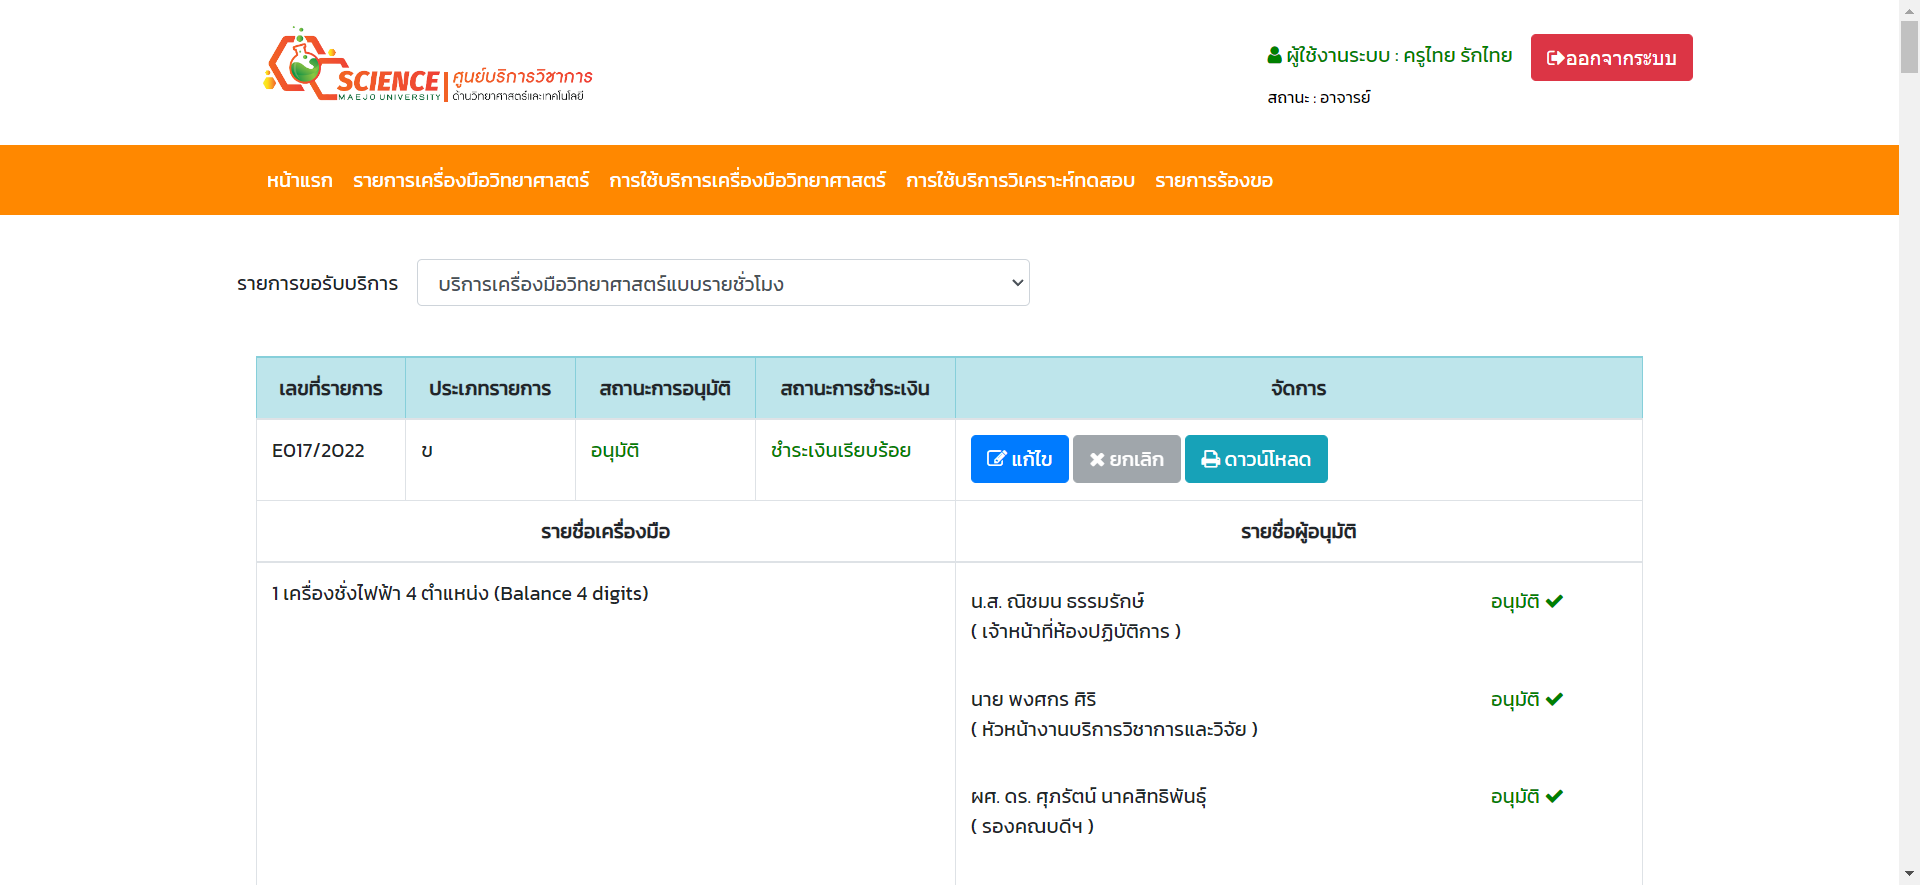 SCIENCE
MAEJO UNIVERSITY
ศูนย์บริการวิชาการ
ด้านวิทยาศาสตร์และเทคโนโลยี
ผู้ใช้งานระบบ : ครูไทย รักไทย
ออกจากระบบ
สถานะ : อาจารย์
หน้าแรก รายการเครื่องมือวิทยาศาสตร์ การใช้บริการเครื่องมือวิทยาศาสตร์ การใช้บริการวิเคราะห์ทดสอบ รายการร้องขอ
รายการขอรับบริการ บริการเครื่องมือวิทยาศาสตร์แบบรายชั่วโมง
เลขที่รายการ ประเภทรายการ สถานะการอนุมัติ สถานะการชำระเงิน จัดการ
E017/2022 ข อนุมัติ ชำระเงินเรียบร้อย แก้ไข ยกเลิก ดาวน์โหลด
รายชื่อเครื่องมือ รายชื่อผู้อนุมัติ
1 เครื่องชั่งไฟฟ้า 4 ตำแหน่ง (Balance 4 digits)
น.ส. ณิชมน ธรรมรักษ์ อนุมัติ
( เจ้าหน้าที่ห้องปฏิบัติการ )
นาย พงศกร ศิริ อนุมัติ
( หัวหน้างานบริการวิชาการและวิจัย )
ผศ. ดร. ศุภรัตน์ นาคสิทธิพันธุ์ อนุมัติ
( รองคณบดีฯ )